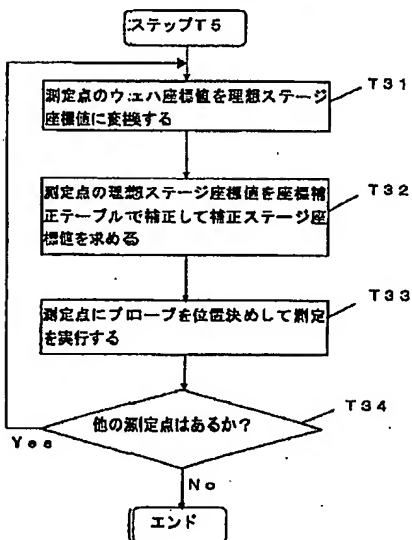 ステップT5
測定点のウェハ座標値を理想ステージ
座標値に変換する
T31
測定点の理想ステージ座標値を座標補
正テーブルで補正して補正ステージ座
標値を求める
T32
測定点にプローブを位置決めして測定
を実行する
T33
他の測定点はあるか?
T34
Yes
No
エンド